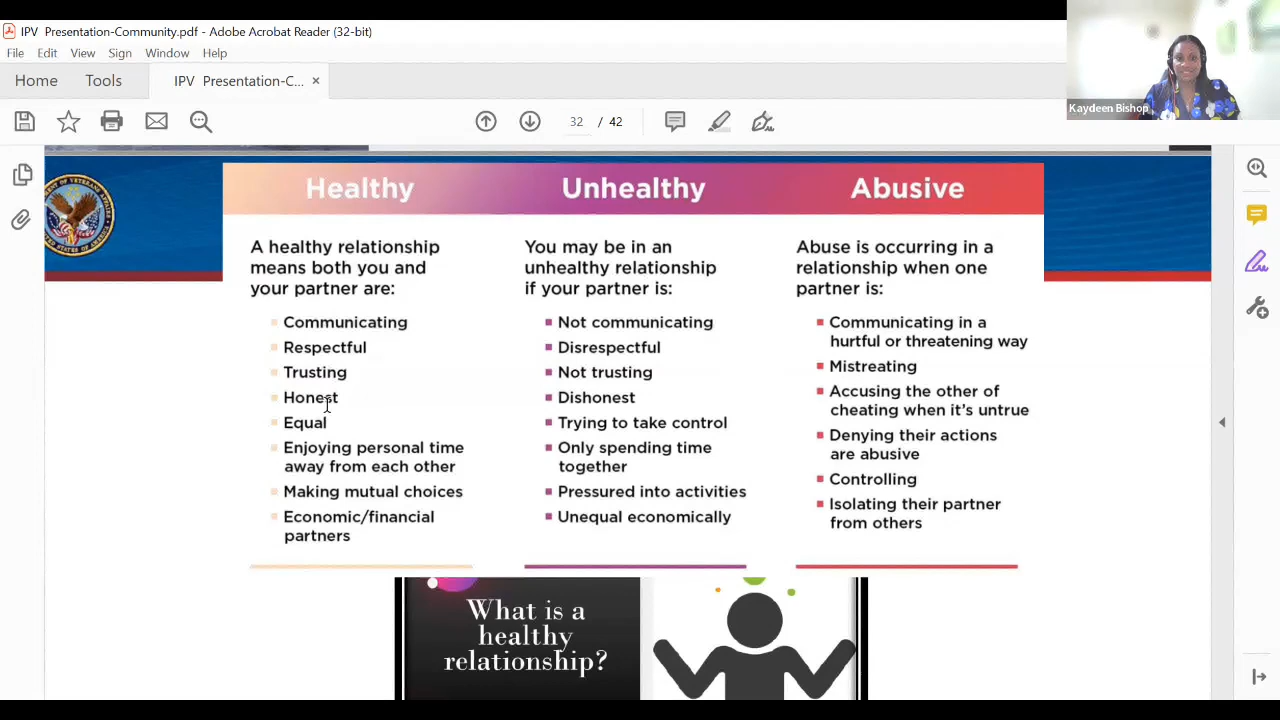 IPV Presentation-Community.pdf - Adobe Acrobat Reader (32-bit)
File Edit View Sign Window Help
Home Tools IPV Presentation-C... ×
32 / 42
Kaydeen Bishop
Healthy
A healthy relationship
means both you and
your partner are:
Communicating
Respectful
Trusting
Honest
Equal
Enjoying personal time
away from each other
Making mutual choices
Economic/financial
partners
Unhealthy
You may be in an
unhealthy relationship
if your partner is:
Not communicating
Disrespectful
Not trusting
Dishonest
Trying to take control
Only spending time
together
Pressured into activities
Unequal economically
Abusive
Abuse is occurring in a
relationship when one
partner is:
Communicating in a
hurtful or threatening way
Mistreating
Accusing the other of
cheating when it's untrue
Denying their actions
are abusive
Controlling
Isolating their partner
from others
What is a
healthy
relationship?